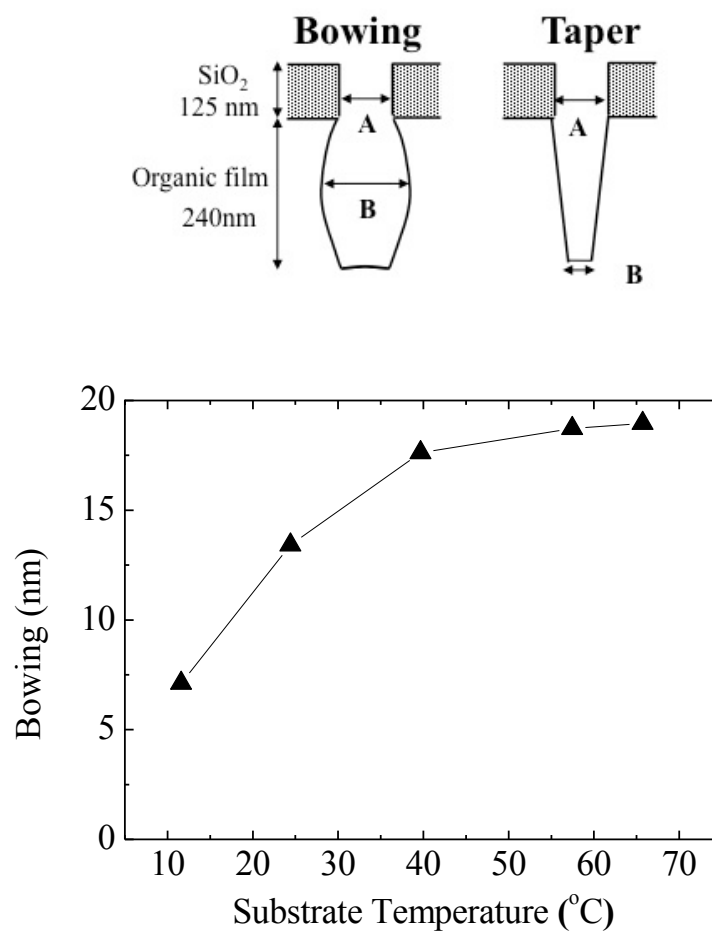 Bowing Taper
SiO₂
125 nm
A A
Organic film
240nm
B
B
20
15
10
5
0
Bowing (nm)
10 20 30 40 50 60 70
Substrate Temperature (°C)